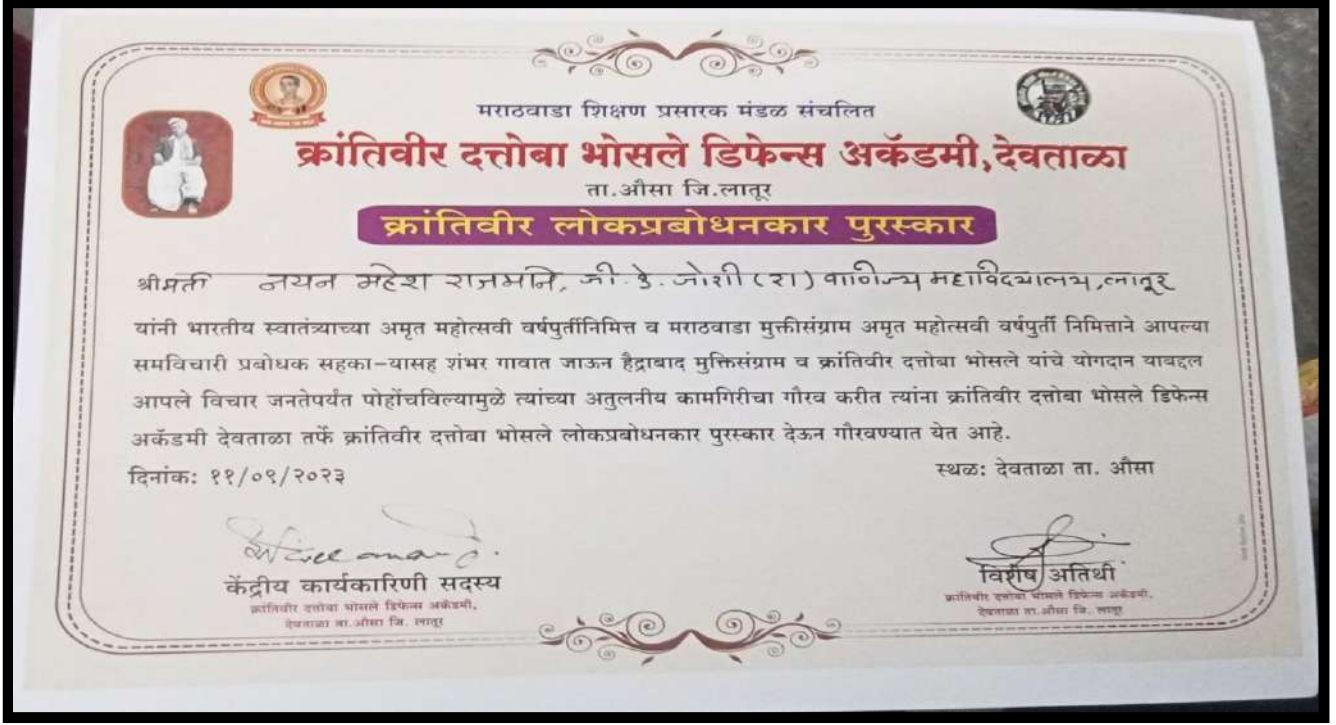 मराठवाडा शिक्षण प्रसारक मंडळ संचलित
क्रांतिवीर दत्तोबा भोसले डिफेन्स अकॅडमी,देवताळा
ता.औसा जि.लातूर
क्रांतिवीर लोकप्रबोधनकार पुरस्कार
श्रीमती नयन महेश राजमाने, जी. के. जोशी (रा) वाणिज्य महाविद्यालय, लातूर
यांनी भारतीय स्वातंत्र्याच्या अमृत महोत्सवी वर्षपुर्तीनिमित्त व मराठवाडा मुक्तीसंग्राम अमृत महोत्सवी वर्षपुर्ती निमित्ताने आपल्या
समविचारी प्रबोधक सहका-यासह शंभर गावात जाऊन हैद्राबाद मुक्तिसंग्राम व क्रांतिवीर दत्तोबा भोसले यांचे योगदान याबद्दल
आपले विचार जनतेपर्यंत पोहोंचविल्यामुळे त्यांच्या अतुलनीय कामगिरीचा गौरव करीत त्यांना क्रांतिवीर दत्तोबा भोसले डिफेन्स
अकॅडमी देवताळा तर्फे क्रांतिवीर दत्तोबा भोसले लोकप्रबोधनकार पुरस्कार देऊन गौरवण्यात येत आहे.
दिनांक: ११/०९/२०२३
स्थळ: देवताळा ता. औसा
केंद्रीय कार्यकारिणी सदस्य
क्रांतिवीर दत्तोबा भोसले डिफेन्स अकॅडमी,
देवताळा ता.औसा जि. लातूर
विशेष अतिथी
क्रांतिवीर दत्तोबा भोसले डिफेन्स अकॅडमी,
देवताळा ता.औसा जि. लातूर